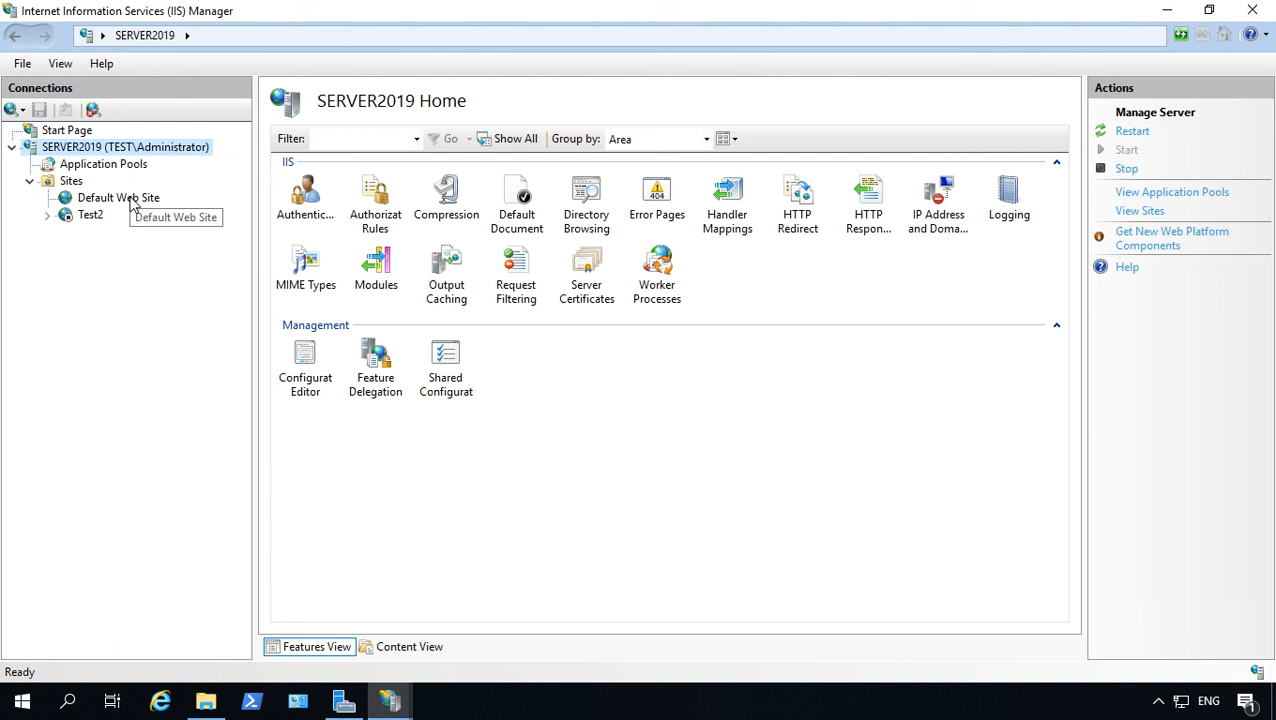 Internet Information Services (IIS) Manager
SERVER2019
File View Help
Connections
Start Page
SERVER2019 (TEST\Administrator)
Application Pools
Sites
Default Web Site
Test2
Default Web Site
SERVER2019 Home
Filter: Go Show All Group by: Area
IIS
Authentic... Authorizat Compression Default Directory Error Pages Handler HTTP HTTP IP Address Logging
Rules Document Browsing Mappings Redirect Respon... and Doma...
MIME Types Modules Output Request Server Worker
Caching Filtering Certificates Processes
Management
Configurat Feature Shared
Editor Delegation Configurat
Features View Content View
Actions
Manage Server
Restart
Start
Stop
View Application Pools
View Sites
Get New Web Platform
Components
Help
Ready
ENG
1
404